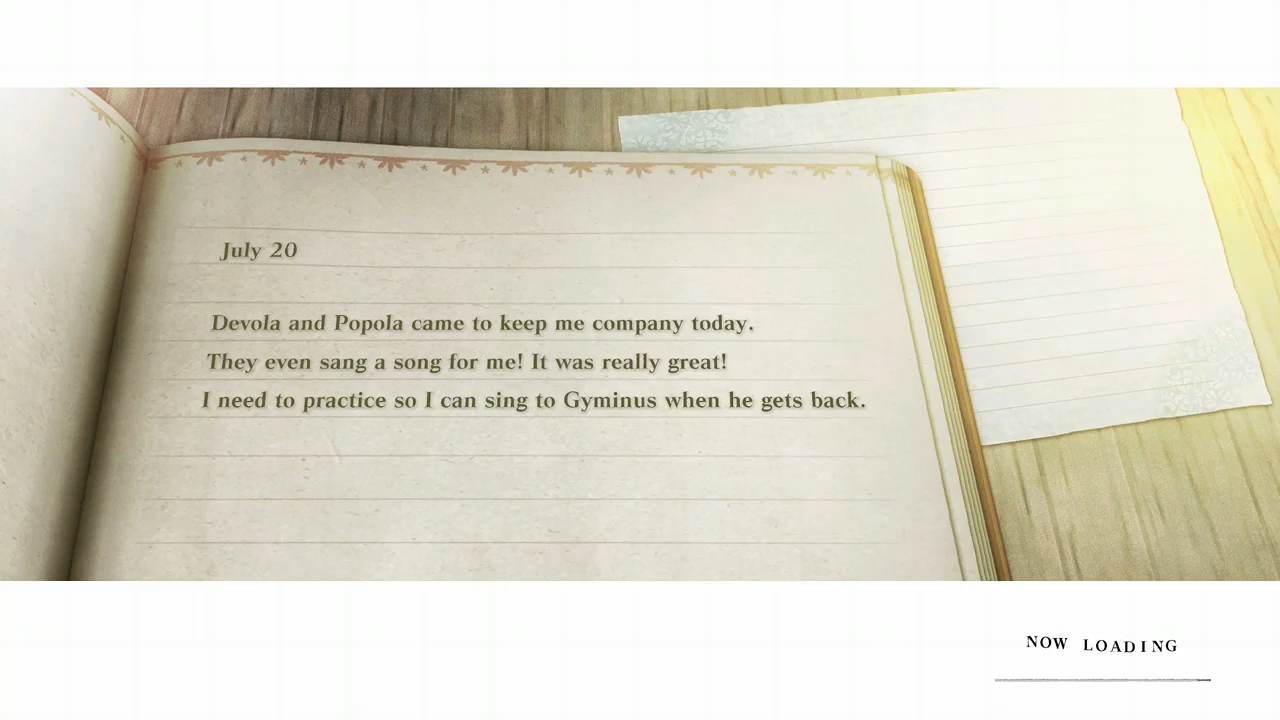 July 20
Devola and Popola came to keep me company today.
They even sang a song for me! It was really great!
I need to practice so I can sing to Gyminus when he gets back.
NOW LOADING